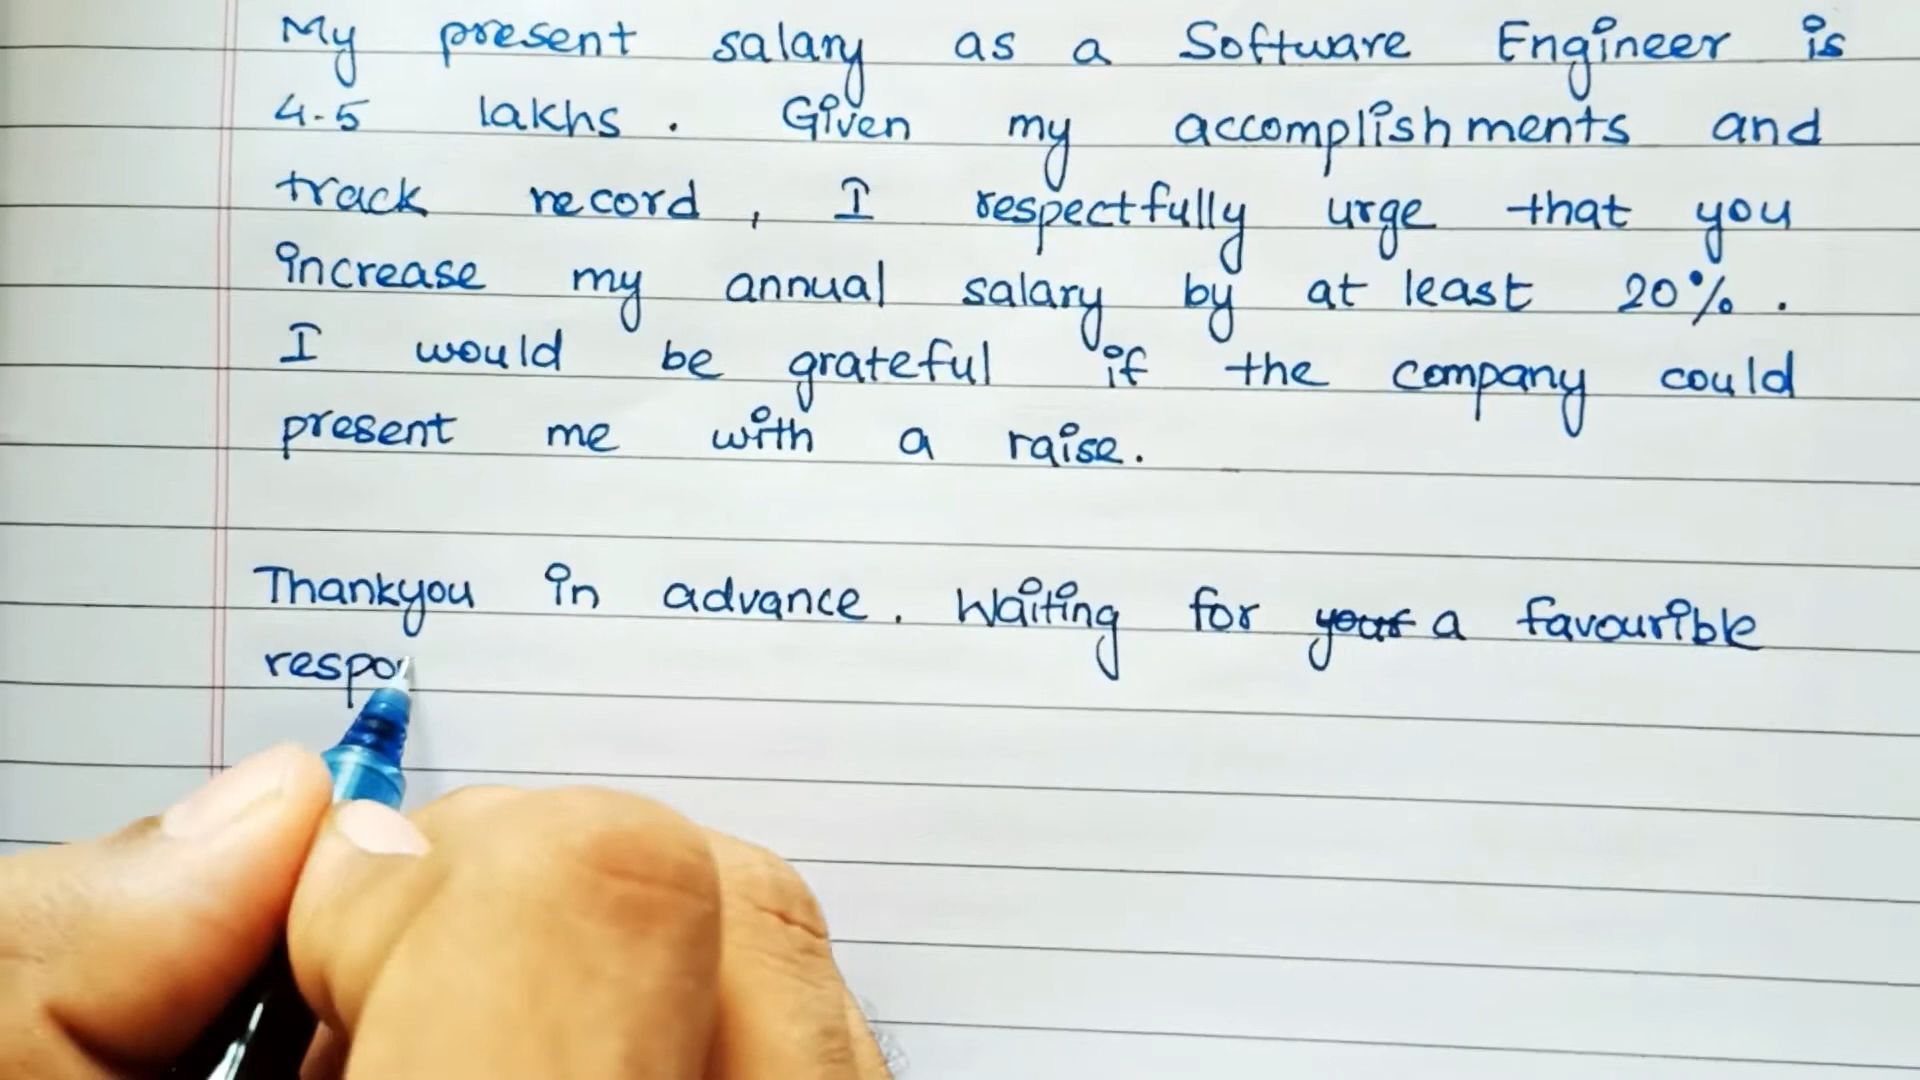 My present salary as a Software Engineer is
4.5 lakhs. Given my accomplishments and
track record, I respectfully urge that you
increase my annual salary by at least 20%.
I would be grateful if the company could
present me with a raise.
Thankyou in advance. Waiting for your a favourible
respo